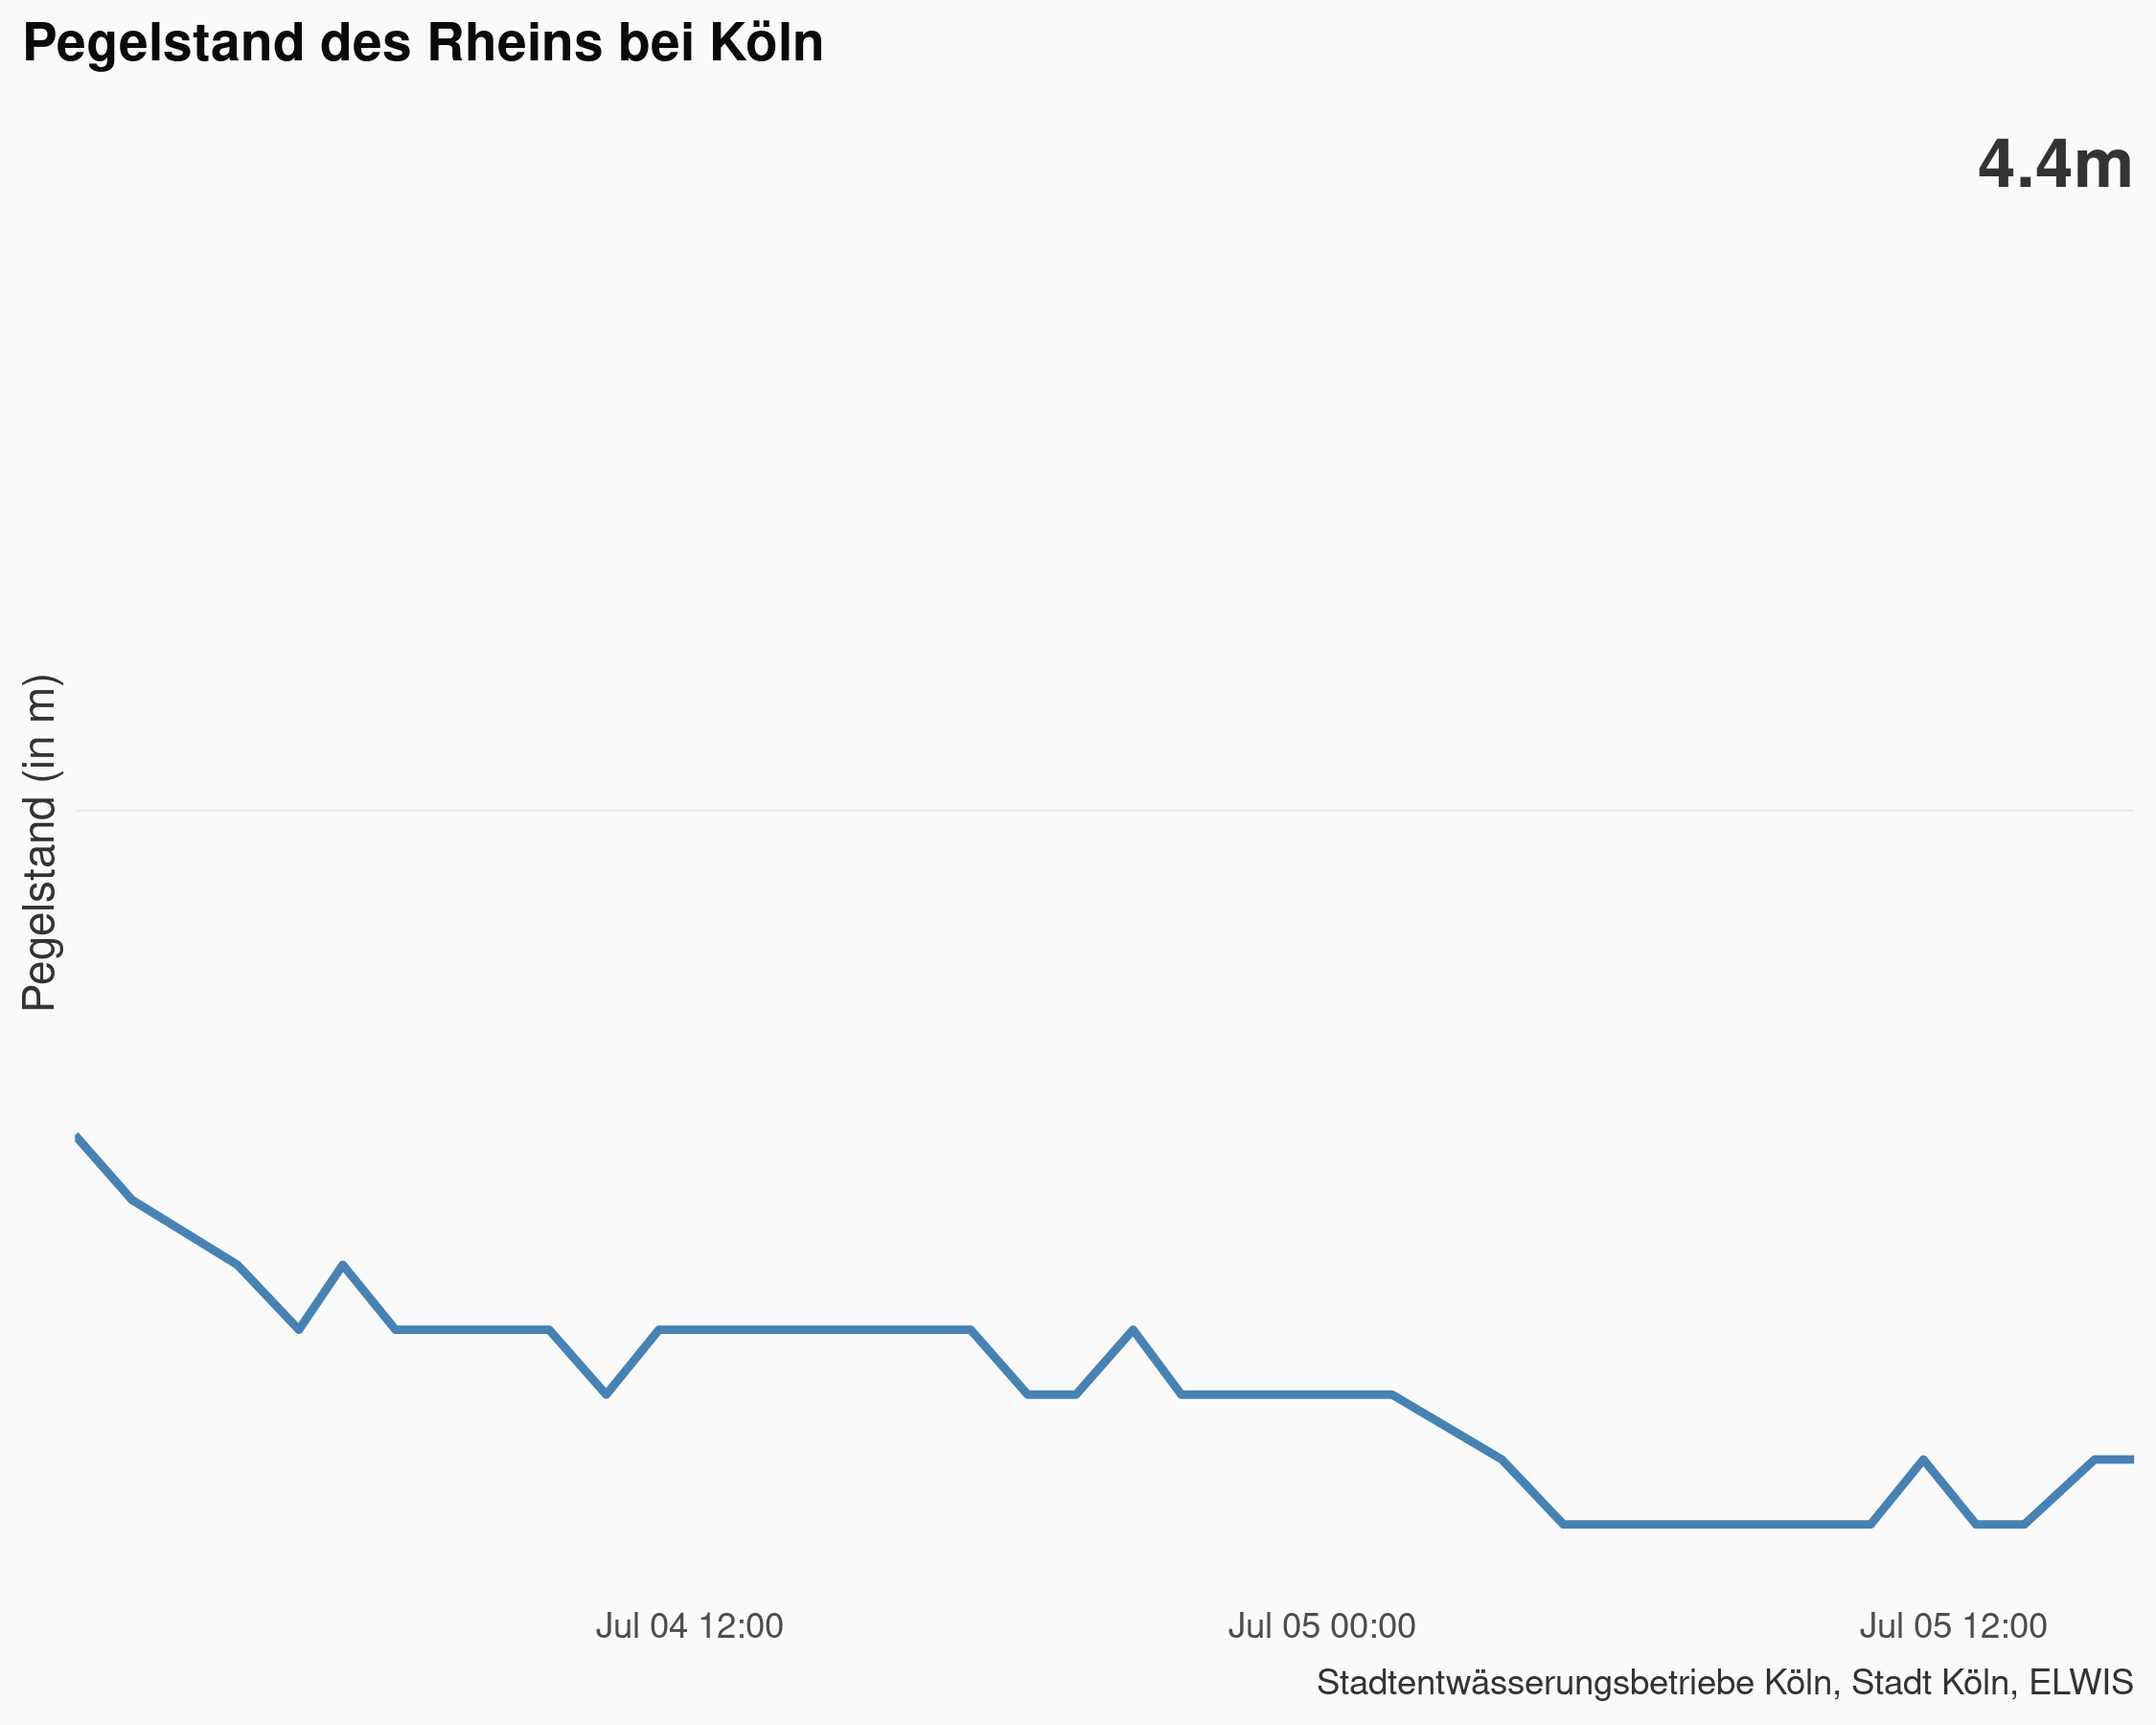 Pegelstand des Rheins bei Köln
4.4m
Pegelstand (in m)
Jul 04 12:00
Jul 05 00:00
Jul 05 12:00
Stadtentwässerungsbetriebe Köln, Stadt Köln, ELWIS